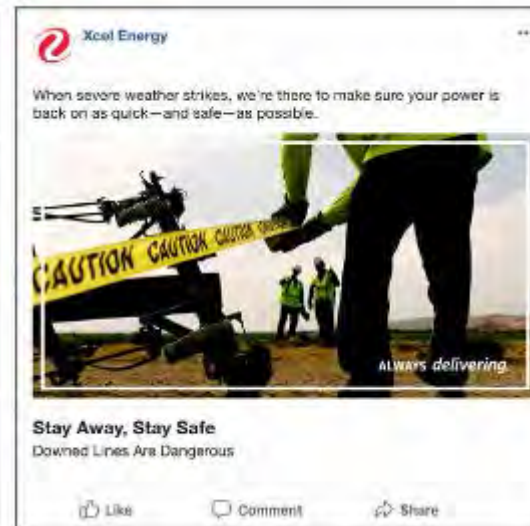 Xcel Energy
When severe weather strikes, we're there to make sure your power is
back on as quick—and safe—as possible.
CAUTION CAUTION CAUTION CAUTION
ALWAYS delivering
Stay Away, Stay Safe
Downed Lines Are Dangerous
Like Comment Share